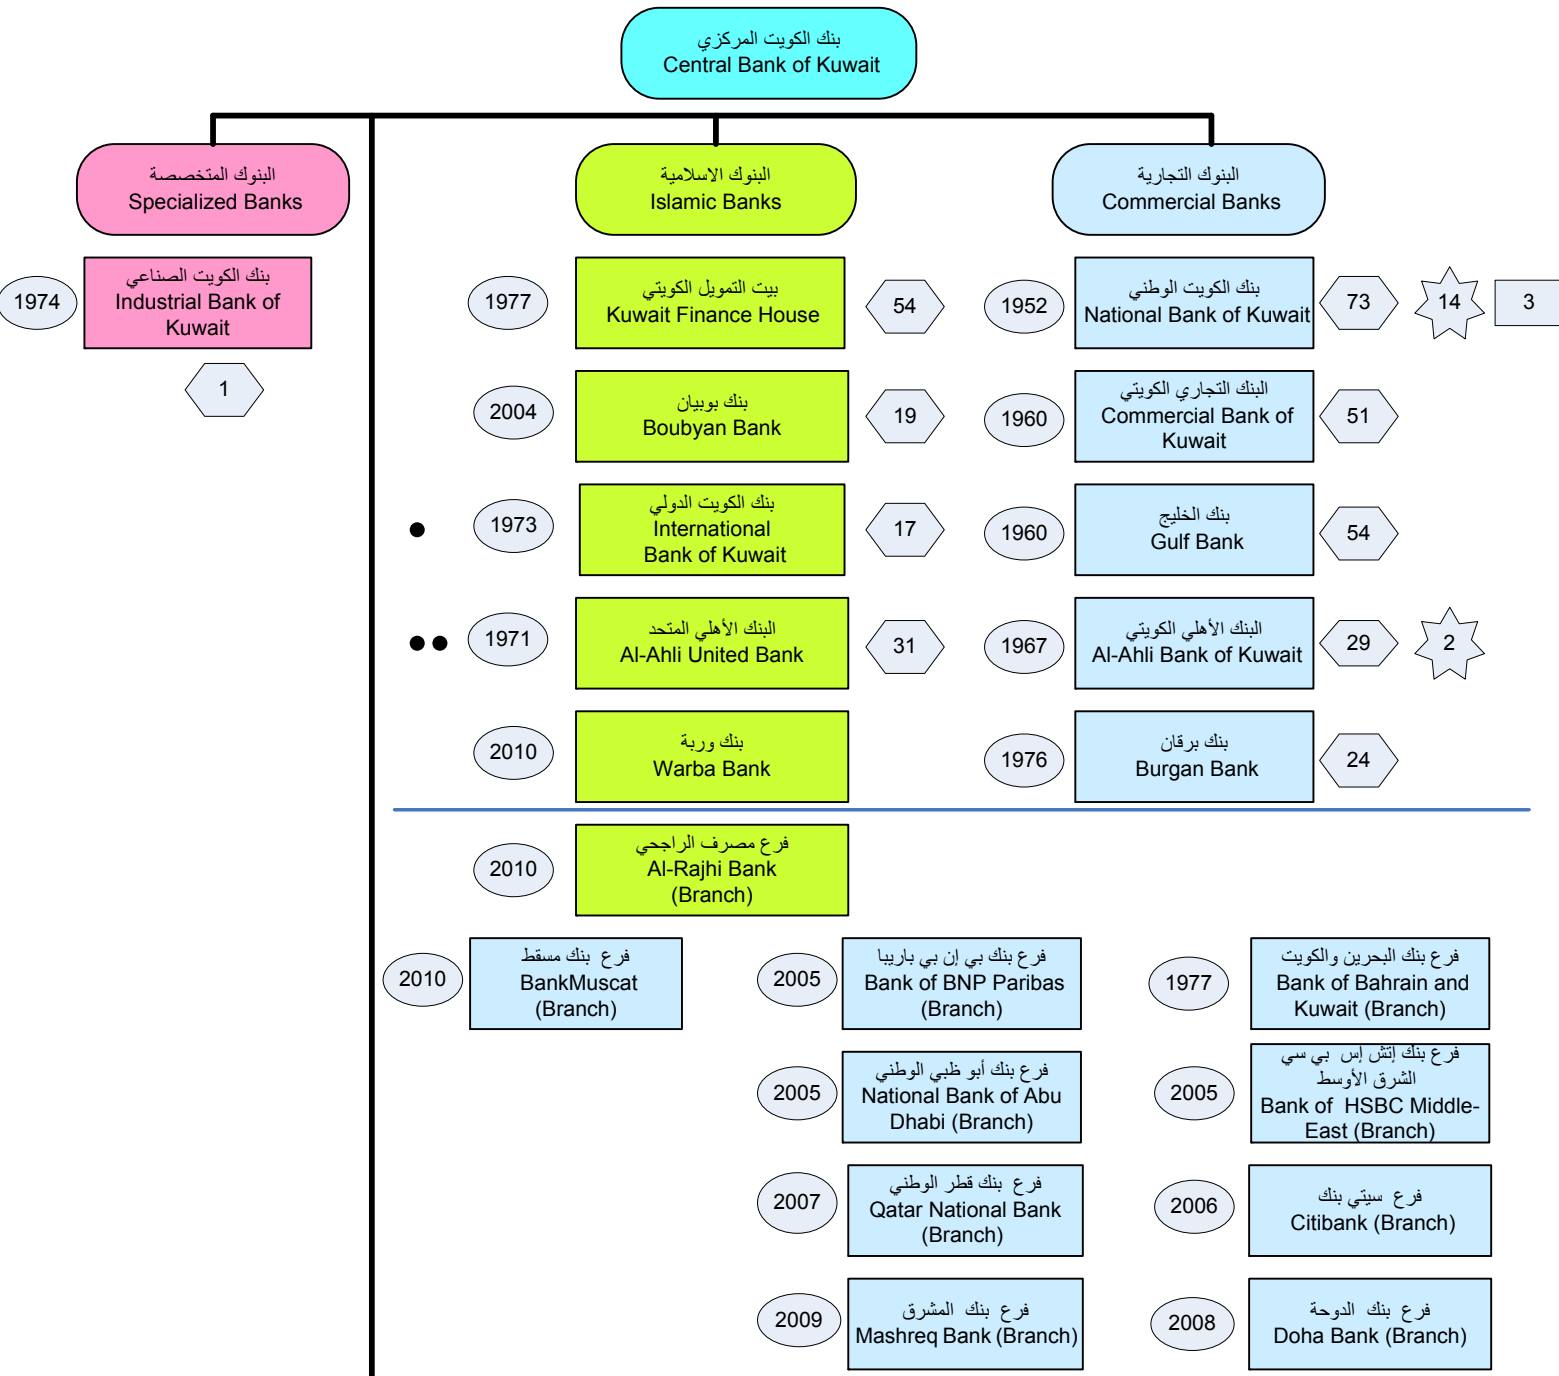 بنك الكويت المركزي
Central Bank of Kuwait
البنوك المتخصصة
Specialized Banks
البنوك الاسلامية
Islamic Banks
البنوك التجارية
Commercial Banks
1974
بنك الكويت الصناعي
Industrial Bank of
Kuwait
1
1977
بيت التمويل الكويتي
Kuwait Finance House
54
1952
بنك الكويت الوطني
National Bank of Kuwait
73
14
3
2004
بنك بوبيان
Boubyan Bank
19
1960
البنك التجاري الكويتي
Commercial Bank of
Kuwait
51
●
1973
بنك الكويت الدولي
International
Bank of Kuwait
17
1960
بنك الخليج
Gulf Bank
54
●●
1971
البنك الأهلي المتحد
Al-Ahli United Bank
31
1967
البنك الأهلي الكويتي
Al-Ahli Bank of Kuwait
29
2
2010
بنك وربة
Warba Bank
1976
بنك برقان
Burgan Bank
24
2010
فرع مصرف الراجحي
Al-Rajhi Bank
(Branch)
2010
فرع بنك مسقط
BankMuscat
(Branch)
2005
فرع بنك بي إن بي باريبا
Bank of BNP Paribas
(Branch)
1977
فرع بنك البحرين والكويت
Bank of Bahrain and
Kuwait (Branch)
2005
فرع بنك أبو ظبي الوطني
National Bank of Abu
Dhabi (Branch)
2005
فرع بنك إتش إس بي سي
الشرق الأوسط
Bank of HSBC Middle-
East (Branch)
2007
فرع بنك قطر الوطني
Qatar National Bank
(Branch)
2006
فرع سيتي بنك
Citibank (Branch)
2009
فرع بنك المشرق
Mashreq Bank (Branch)
2008
فرع بنك الدوحة
Doha Bank (Branch)